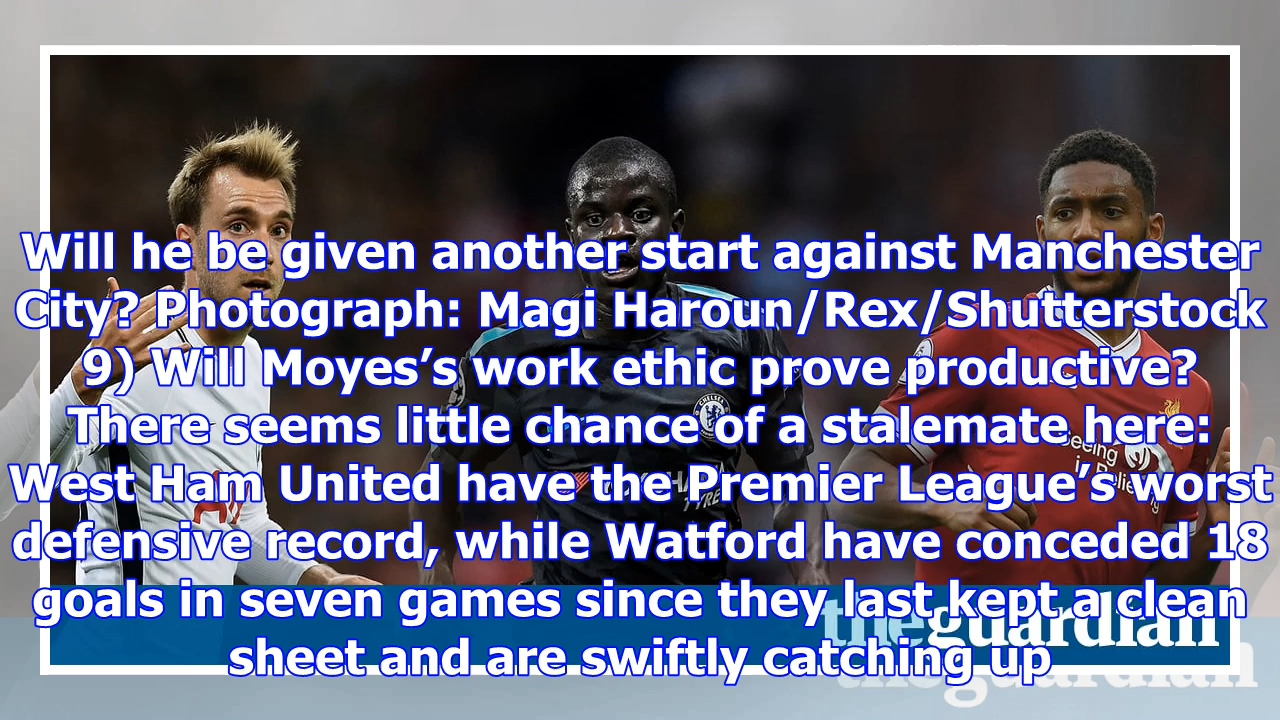 Will he be given another start against Manchester
City? Photograph: Magi Haroun/Rex/Shutterstock
9) Will Moyes’s work ethic prove productive?
There seems little chance of a stalemate here:
West Ham United have the Premier League’s worst
defensive record, while Watford have conceded 18
goals in seven games since they last kept a clean
sheet and are swiftly catching up
theguardian
theguardian
CHELSEA